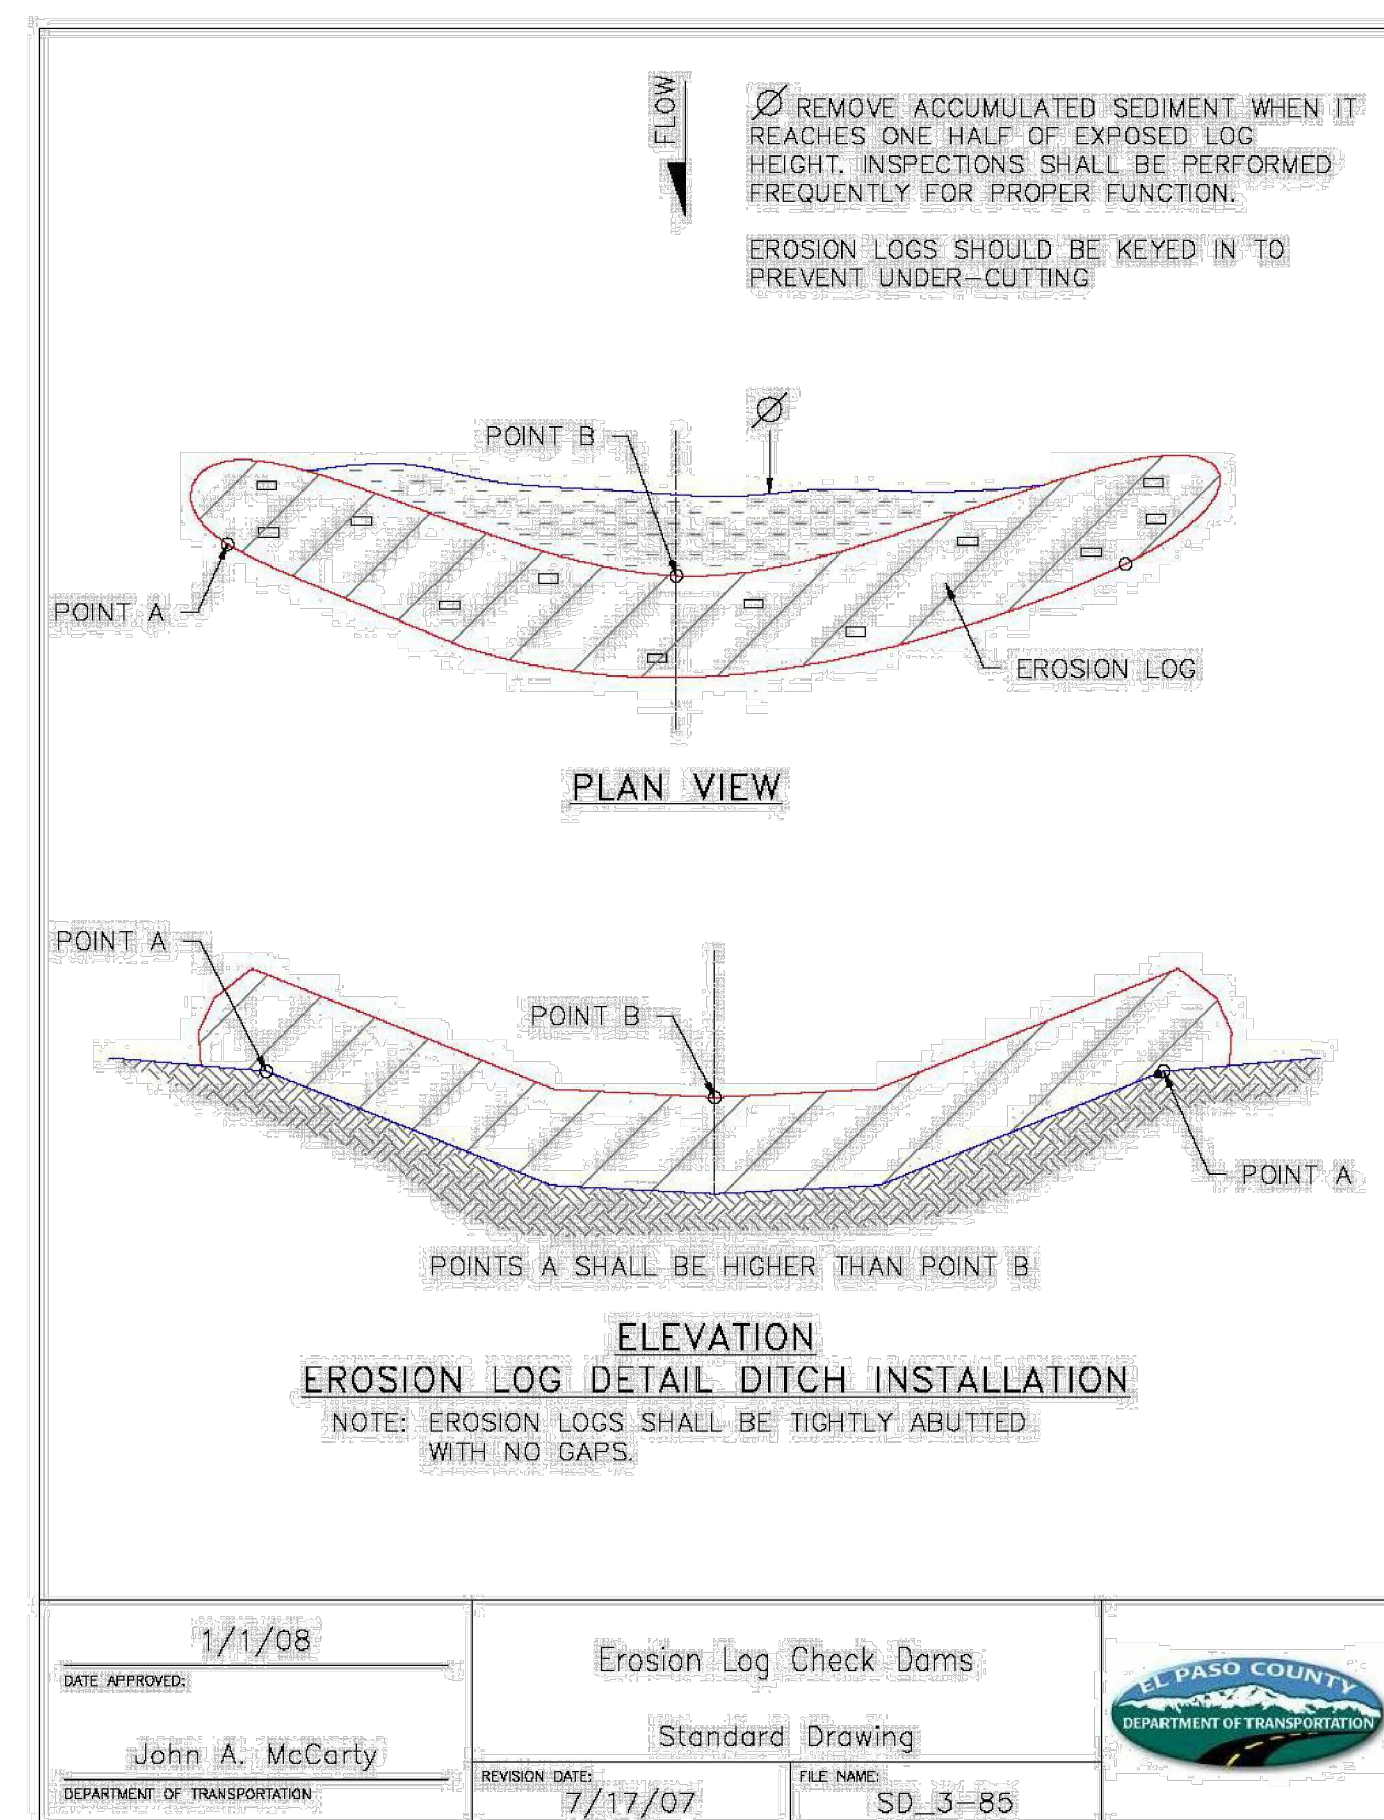 FLOW
Ø REMOVE ACCUMULATED SEDIMENT WHEN IT
REACHES ONE HALF OF EXPOSED LOG
HEIGHT. INSPECTIONS SHALL BE PERFORMED
FREQUENTLY FOR PROPER FUNCTION.
EROSION LOGS SHOULD BE KEYED IN TO
PREVENT UNDER-CUTTING
Ø
POINT B
POINT A
EROSION LOG
PLAN VIEW
POINT A
POINT B
POINT A
POINTS A SHALL BE HIGHER THAN POINT B
ELEVATION
EROSION LOG DETAIL DITCH INSTALLATION
NOTE: EROSION LOGS SHALL BE TIGHTLY ABUTTED
WITH NO GAPS.
1/1/08
DATE APPROVED:
John A. McCarty
DEPARTMENT OF TRANSPORTATION
Erosion Log Check Dams
Standard Drawing
REVISION DATE:
7/17/07
FILE NAME:
SD_3-85
EL PASO COUNTY
DEPARTMENT OF TRANSPORTATION